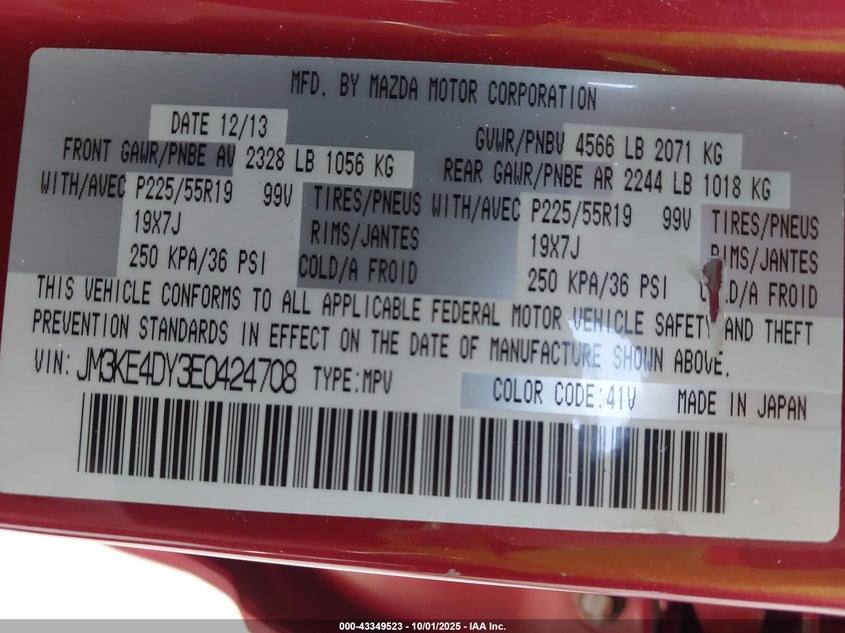 MFD. BY MAZDA MOTOR CORPORATION
DATE 12/13 GVWR/PNBV 4566 LB 2071 KG
FRONT GAWR/PNBE AV 2328 LB 1056 KG REAR GAWR/PNBE AR 2244 LB 1018 KG
WITH/AVEC P225/55R19 99V TIRES/PNEUS WITH/AVEC P225/55R19 99V TIRES/PNEUS
19X7J RIMS/JANTES 19X7J RIMS/JANTES
250 KPA/36 PSI COLD/A FROID 250 KPA/36 PSI COLD/A FROID
THIS VEHICLE CONFORMS TO ALL APPLICABLE FEDERAL MOTOR VEHICLE SAFETY AND THEFT
PREVENTION STANDARDS IN EFFECT ON THE DATE OF MANUFACTURE SHOWN ABOVE.
VIN: JM3KE4DY3E0424708 TYPE:MPV COLOR CODE:41V MADE IN JAPAN
000-43349523 - 10/01/2025 - IAA Inc.